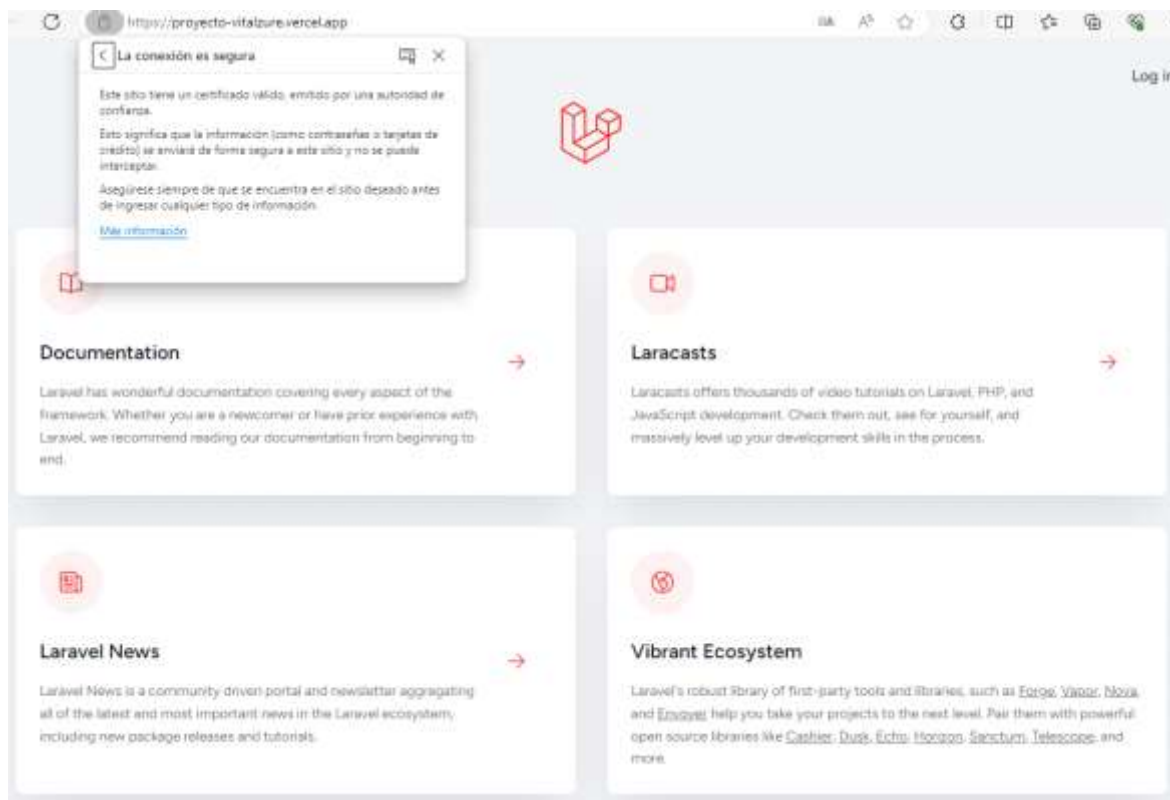 https://proyecto-vitalzure.vercel.app
La conexión es segura
Este sitio tiene un certificado válido, emitido por una autoridad de
confianza.
Esto significa que la información (como contraseñas o tarjetas de
crédito) se enviará de forma segura a este sitio y no se puede
interceptar.
Asegúrese siempre de que se encuentra en el sitio deseado antes
de ingresar cualquier tipo de información.
Más información
Log in
Documentation
Laravel has wonderful documentation covering every aspect of the
framework. Whether you are a newcomer or have prior experience with
Laravel, we recommend reading our documentation from beginning to
end.
Laracasts
Laracasts offers thousands of video tutorials on Laravel, PHP, and
JavaScript development. Check them out, see for yourself, and
massively level up your development skills in the process.
Laravel News
Laravel News is a community driven portal and newsletter aggregating
all of the latest and most important news in the Laravel ecosystem,
including new package releases and tutorials.
Vibrant Ecosystem
Laravel's robust library of first-party tools and libraries, such as Forge, Vapor, Nova,
and Envoyer help you take your projects to the next level. Pair them with powerful
open source libraries like Cashier, Dusk, Echo, Horizon, Sanctum, Telescope, and
more.